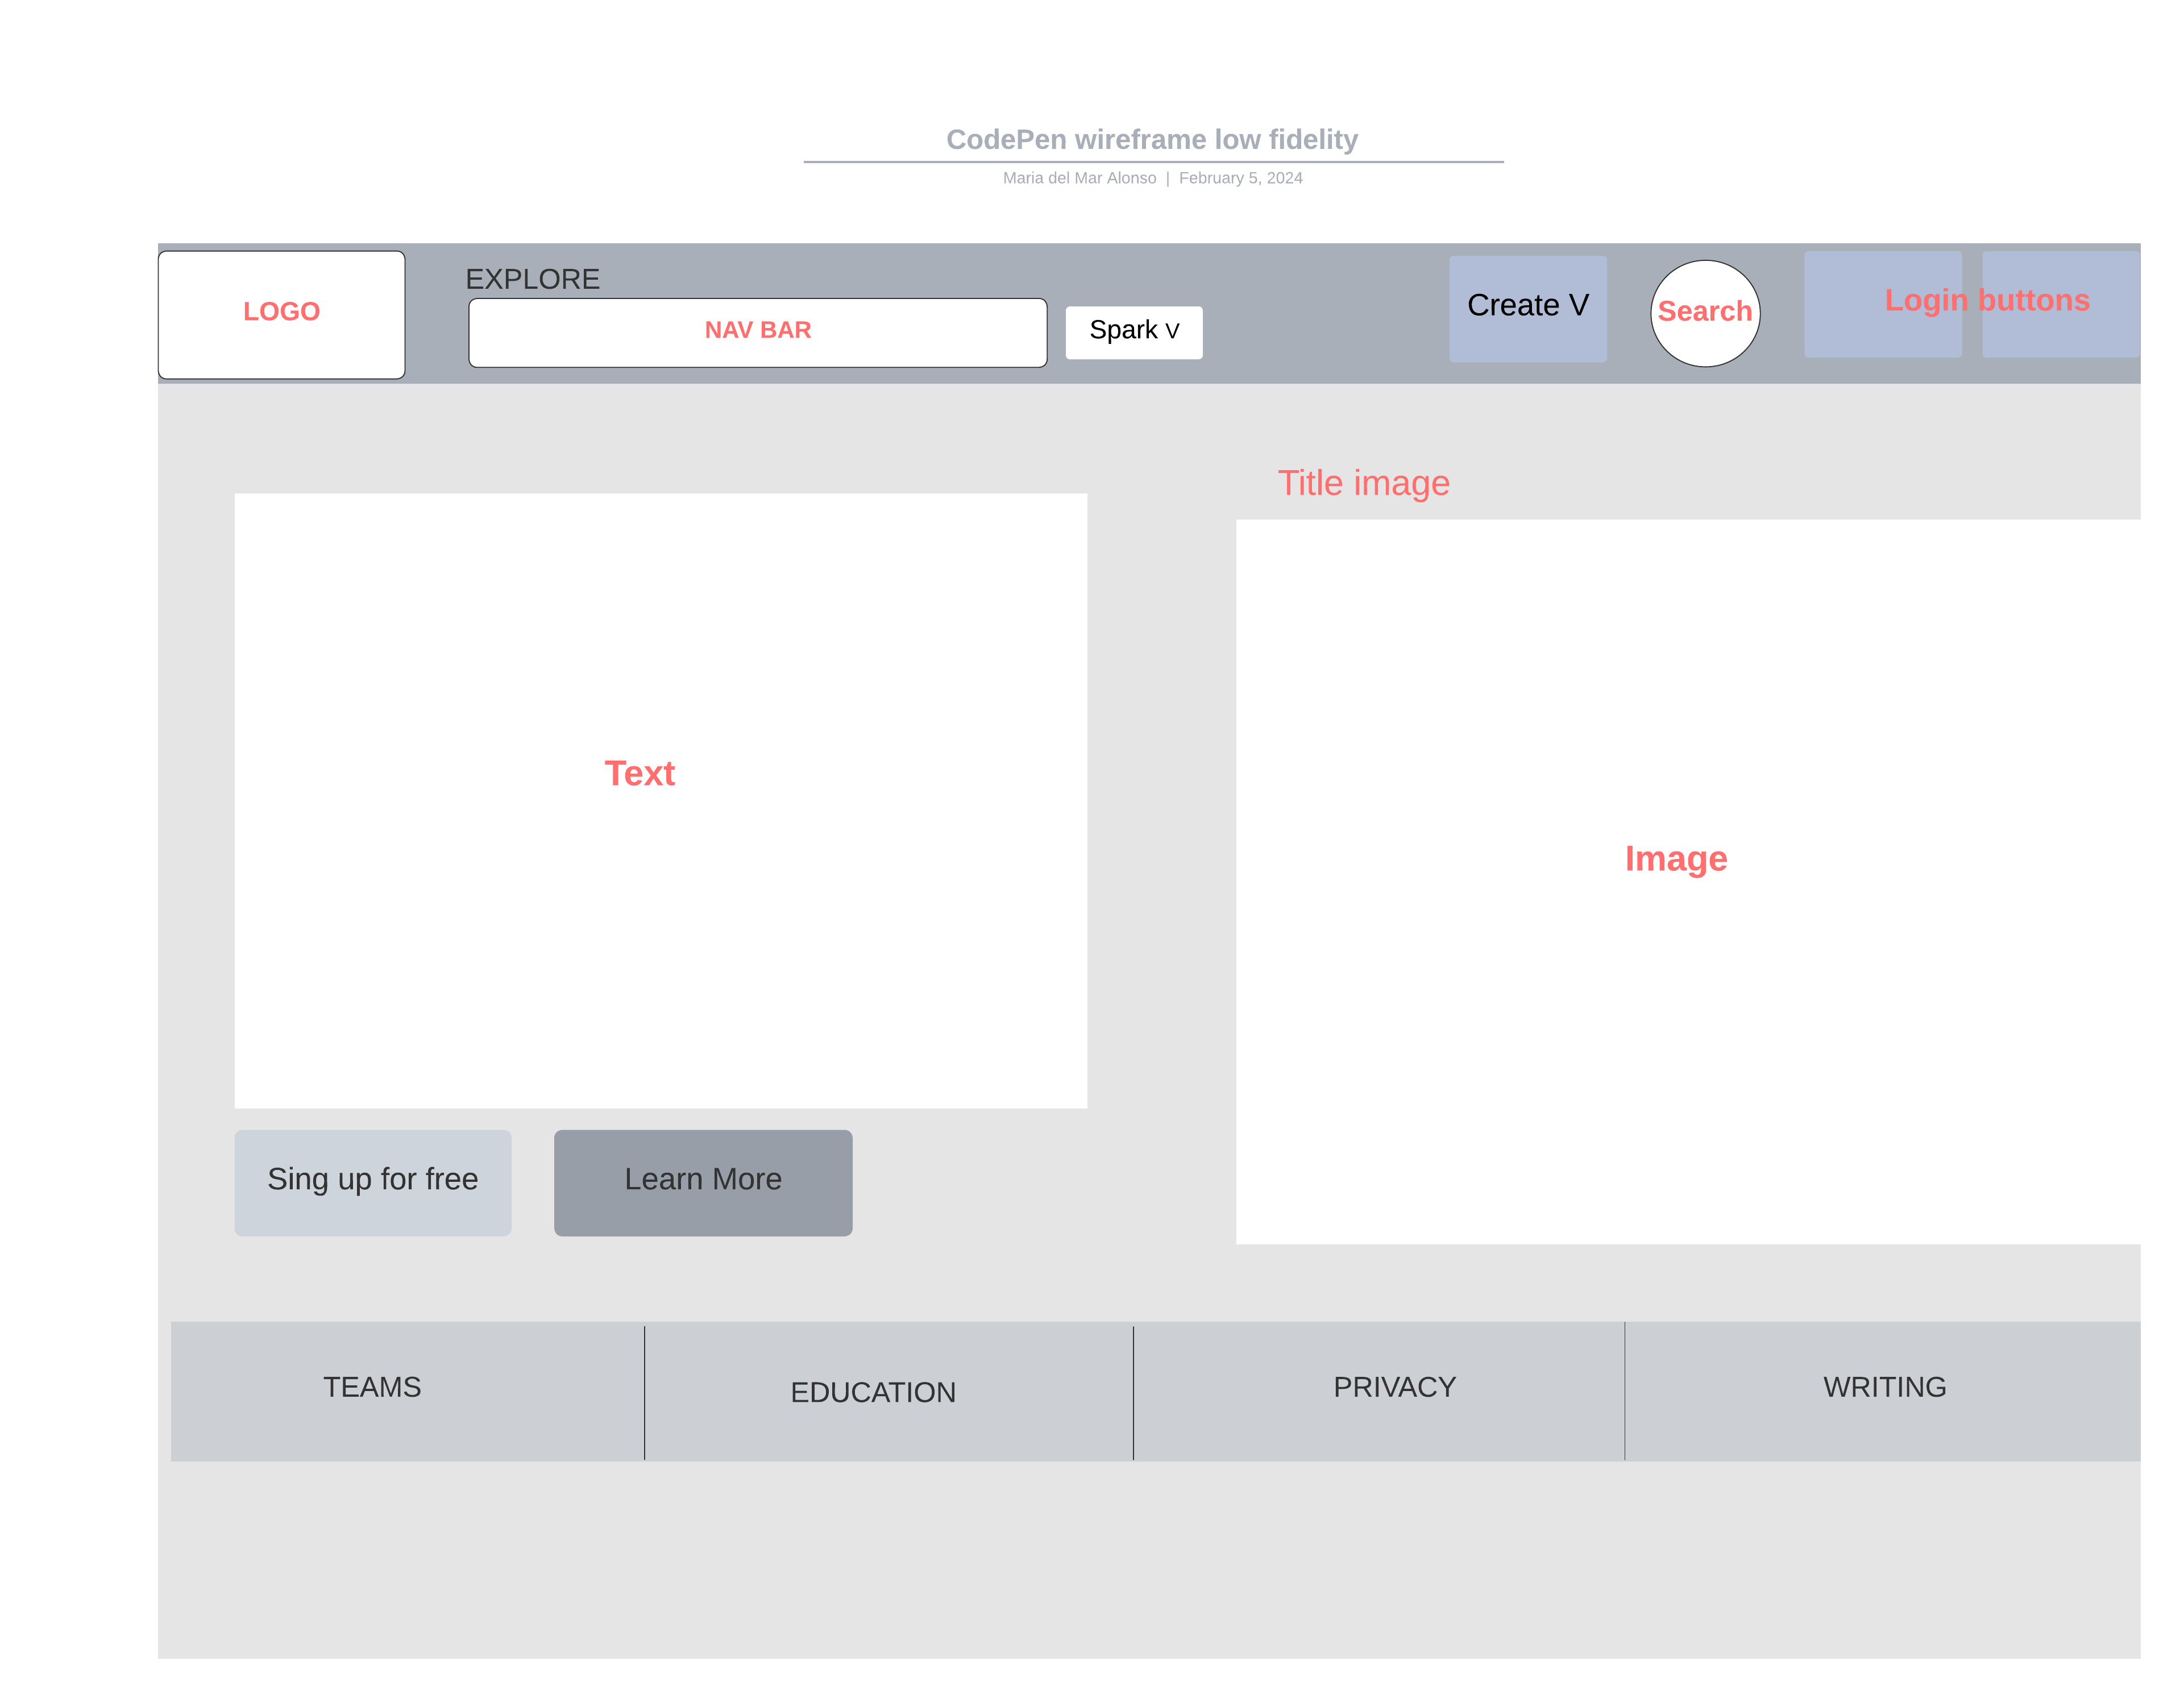 CodePen wireframe low fidelity
Maria del Mar Alonso | February 5, 2024
LOGO
EXPLORE
NAV BAR
Spark V
Create V
Search
Login buttons
Title image
Text
Image
Sing up for free
Learn More
TEAMS
EDUCATION
PRIVACY
WRITING